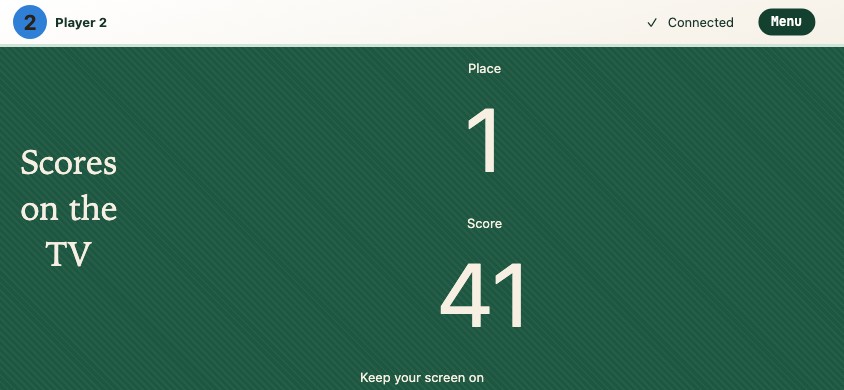 2 Player 2
✓ Connected
Menu
Scores
on the
TV
Place
1
Score
41
Keep your screen on